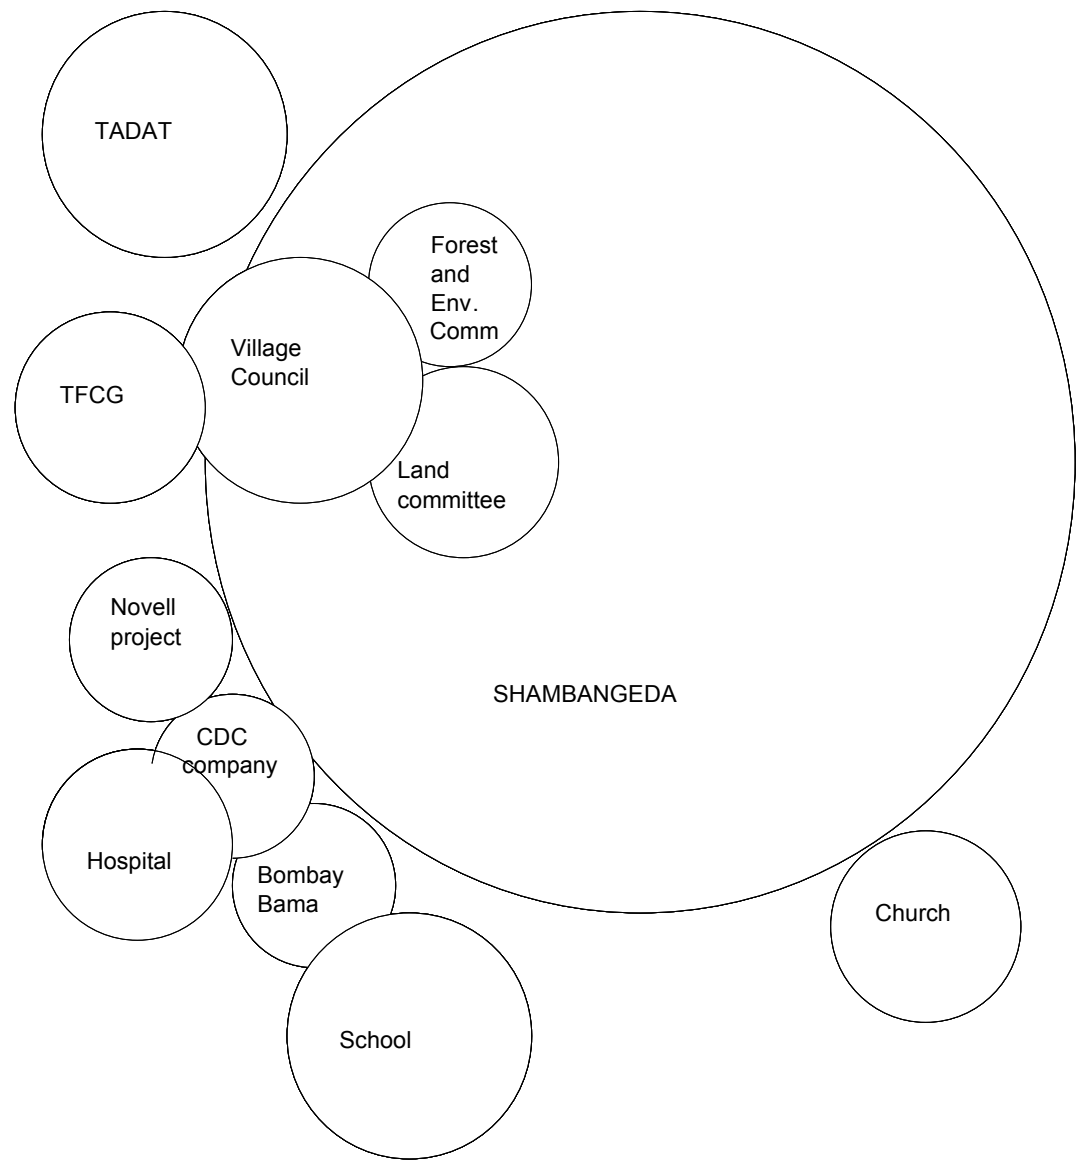 TADAT
Forest
and
Env.
Comm
Village
Council
TFCG
Land
committee
Novell
project
SHAMBANGEDA
CDC
company
Hospital
Bombay
Bama
Church
School